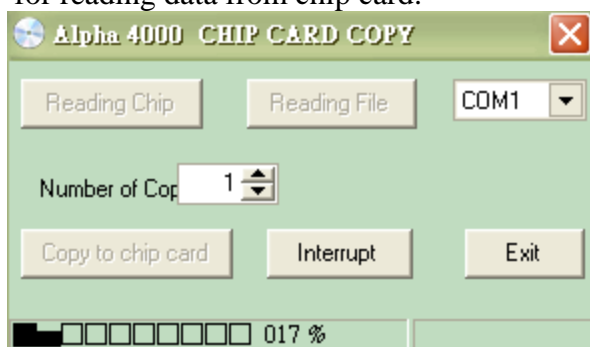 for reading data from chip card.
Alpha 4000 CHIP CARD COPY
Reading Chip Reading File COM1
Number of Cop 1
Copy to chip card Interrupt Exit
017 %